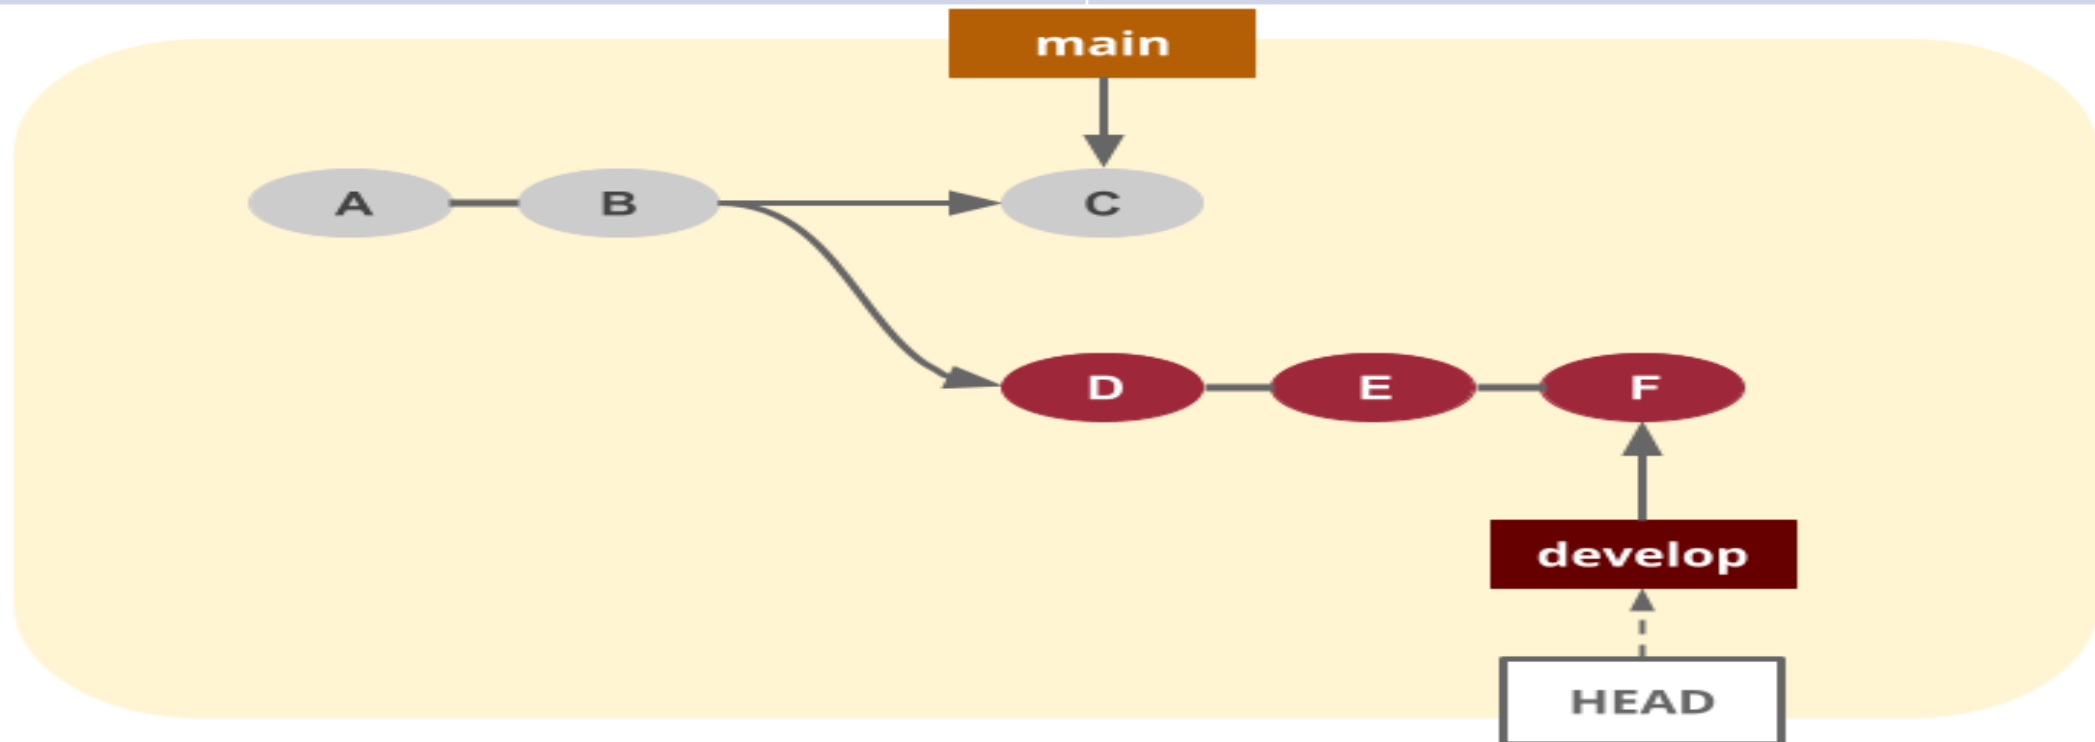 main
A B C
D E F
develop
HEAD